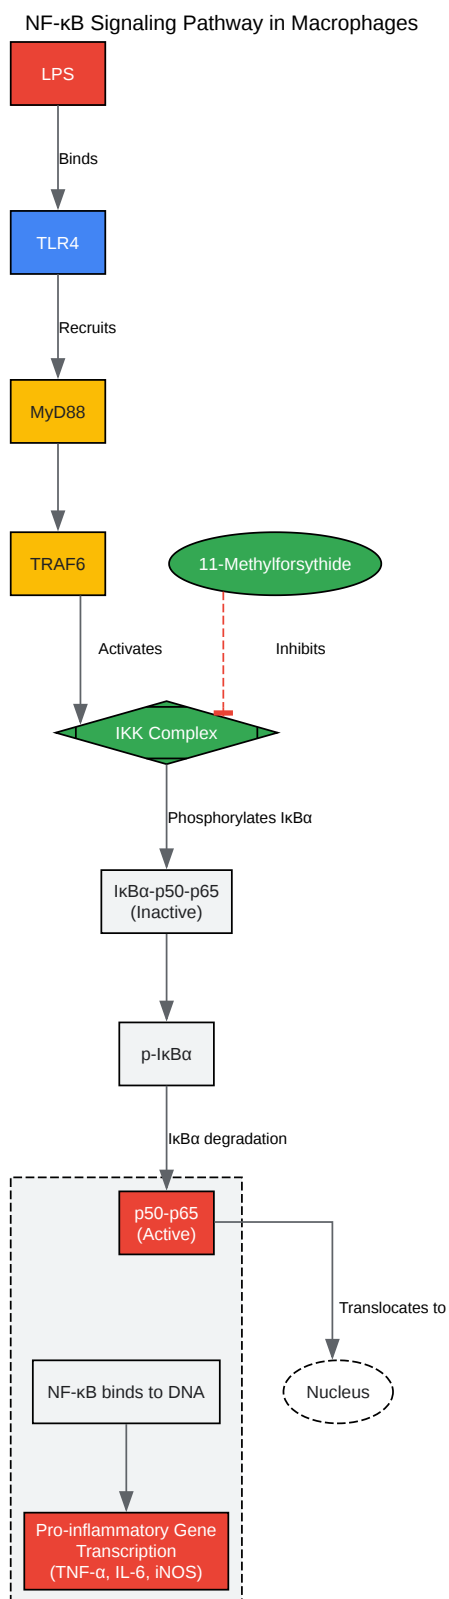 NF-κB Signaling Pathway in Macrophages
LPS
Binds
TLR4
Recruits
MyD88
TRAF6
11-Methylforsythide
Activates
Inhibits
IKK Complex
Phosphorylates IκBα
IκBα-p50-p65
(Inactive)
p-IκBα
IκBα degradation
p50-p65
(Active)
Translocates to
NF-κB binds to DNA
Nucleus
Pro-inflammatory Gene
Transcription
(TNF-α, IL-6, iNOS)